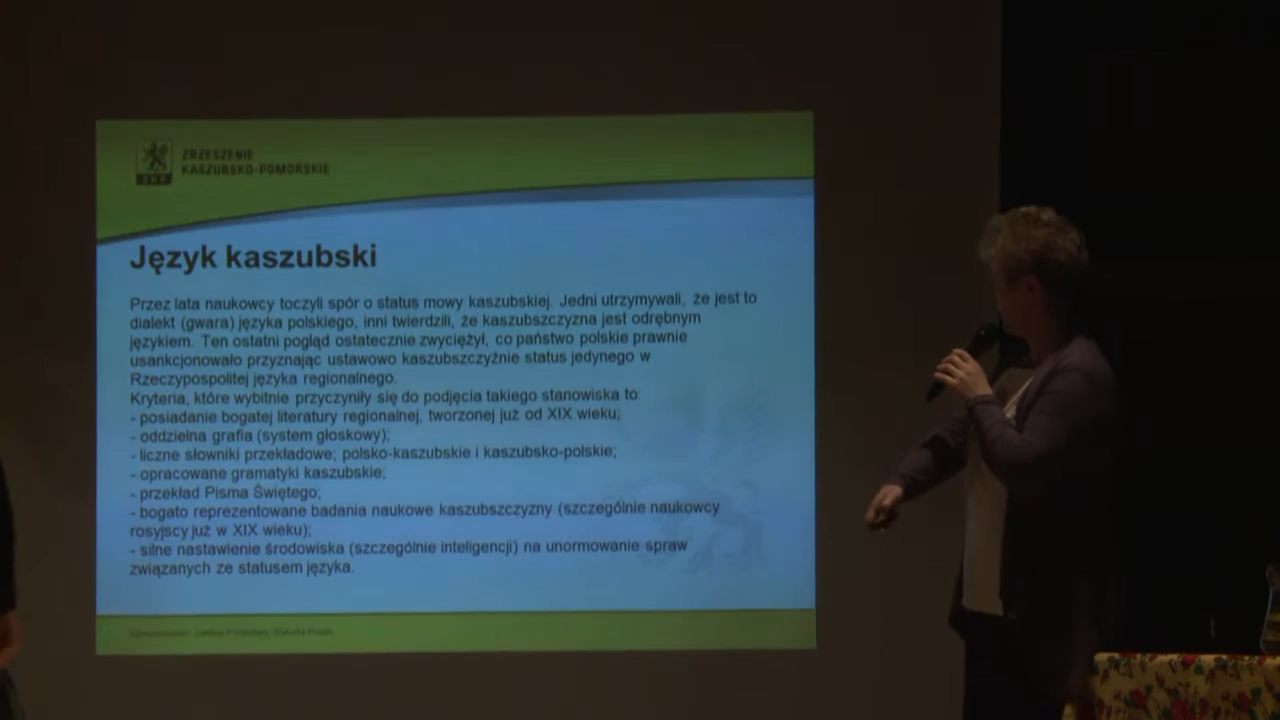 ZRZESZENIE
KASZUBSKO-POMORSKIE
Język kaszubski
Przez lata naukowcy toczyli spór o status mowy kaszubskiej. Jedni utrzymywali, że jest to
dialekt (gwara) języka polskiego, inni twierdzili, że kaszubszczyzna jest odrębnym
językiem. Ten ostatni pogląd ostatecznie zwyciężył, co państwo polskie prawnie
usankcjonowało przyznając ustawowo kaszubszczyźnie status jedynego w
Rzeczypospolitej języka regionalnego.
Kryteria, które wybitnie przyczyniły się do podjęcia takiego stanowiska to:
- posiadanie bogatej literatury regionalnej, tworzonej już od XIX wieku;
- oddzielna grafia (system głoskowy);
- liczne słowniki przekładowe; polsko-kaszubskie i kaszubsko-polskie;
- opracowane gramatyki kaszubskie;
- przekład Pisma Świętego;
- bogato reprezentowane badania naukowe kaszubszczyzny (szczególnie naukowcy
rosyjscy już w XIX wieku);
- silne nastawienie środowiska (szczególnie inteligencji) na unormowanie spraw
związanych ze statusem języka.